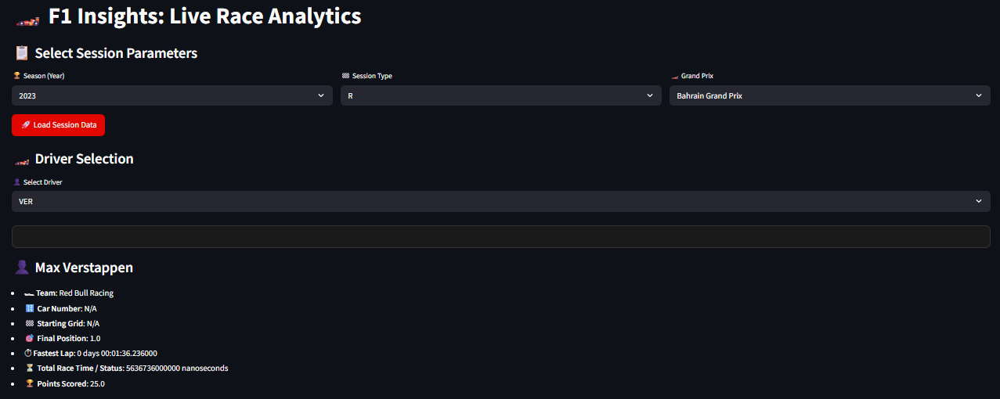 F1 Insights: Live Race Analytics
Select Session Parameters
Season (Year)
Session Type
Grand Prix
2023
R
Bahrain Grand Prix
Load Session Data
Driver Selection
Select Driver
VER
Max Verstappen
Team: Red Bull Racing
Car Number: N/A
Starting Grid: N/A
Final Position: 1.0
Fastest Lap: 0 days 00:01:36.236000
Total Race Time / Status: 5636736000000 nanoseconds
Points Scored: 25.0